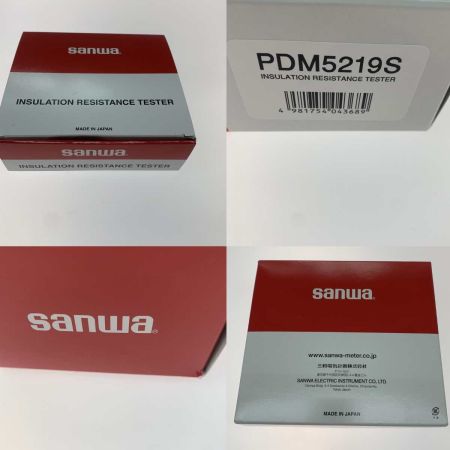 sanwa®
INSULATION RESISTANCE TESTER
MADE IN JAPAN
sanwa®
INSULATION RESISTANCE TESTER
PDM5219S
INSULATION RESISTANCE TESTER
4 981754 043689
sanwa®
sanwa®
www.sanwa-meter.co.jp
三和電気計器株式会社
SANWA ELECTRIC INSTRUMENT CO., LTD.
MADE IN JAPAN